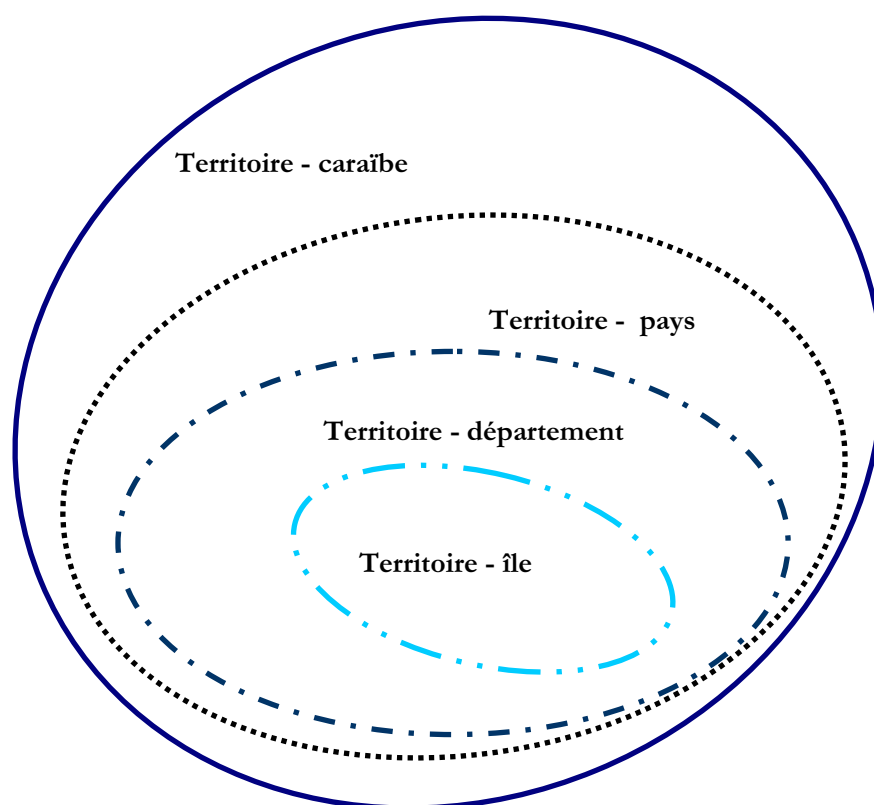 Territoire - caraïbe
Territoire - pays
Territoire - département
Territoire - île